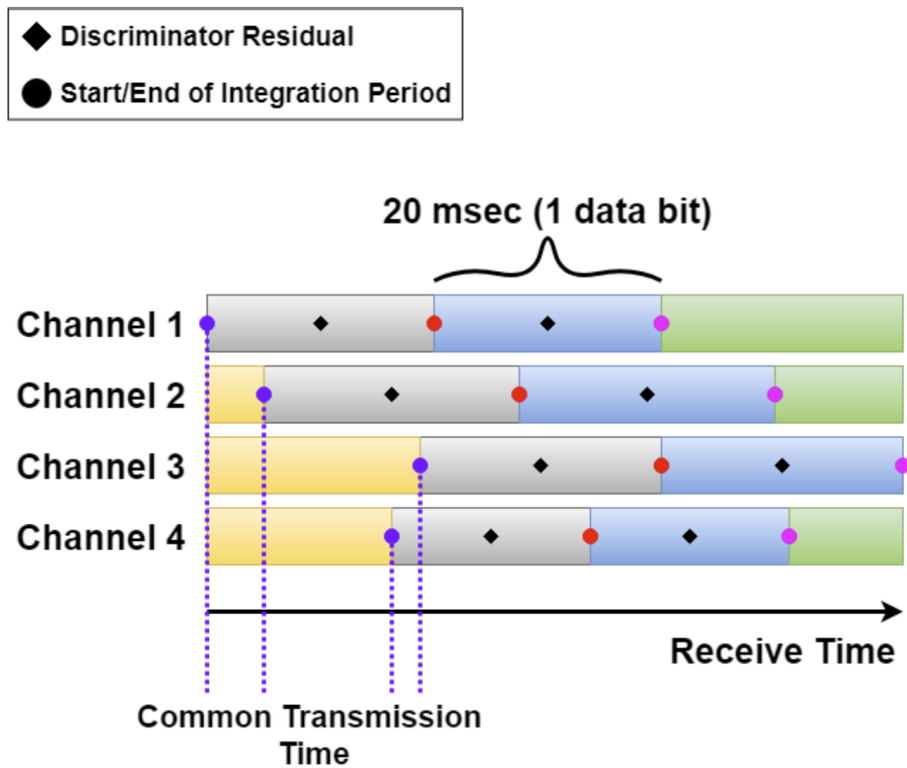 Discriminator Residual
Start/End of Integration Period
20 msec (1 data bit)
Channel 1
Channel 2
Channel 3
Channel 4
Receive Time
Common Transmission
Time